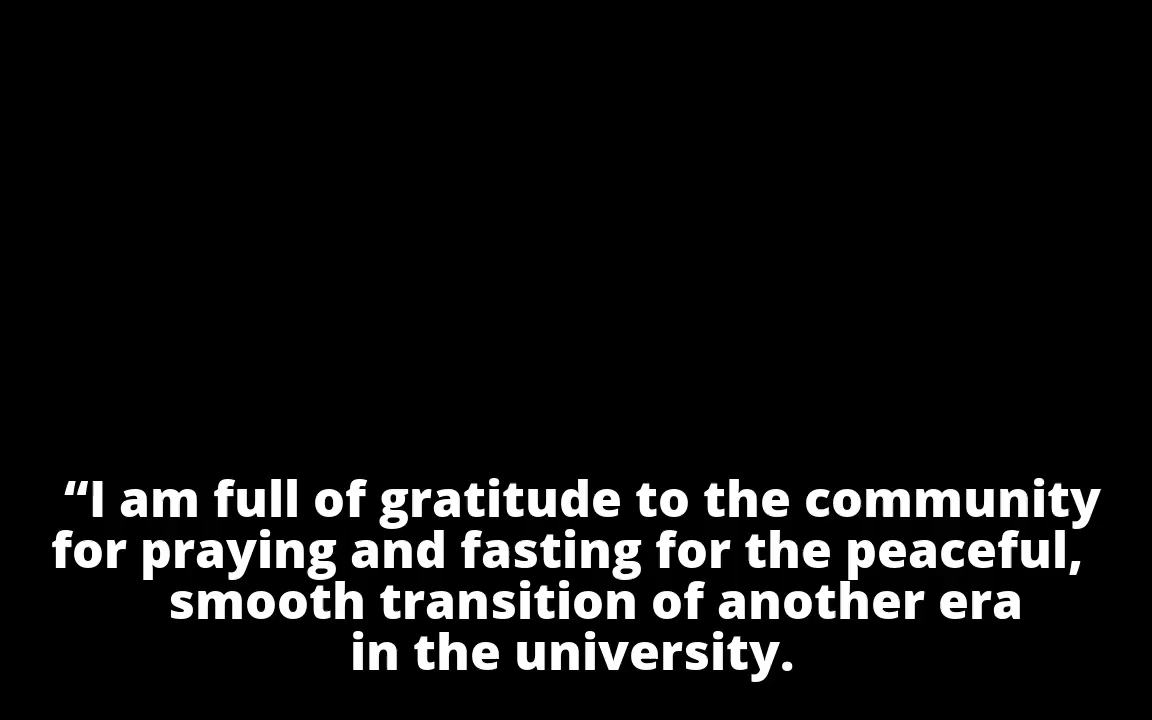 “I am full of gratitude to the community
for praying and fasting for the peaceful,
smooth transition of another era
in the university.